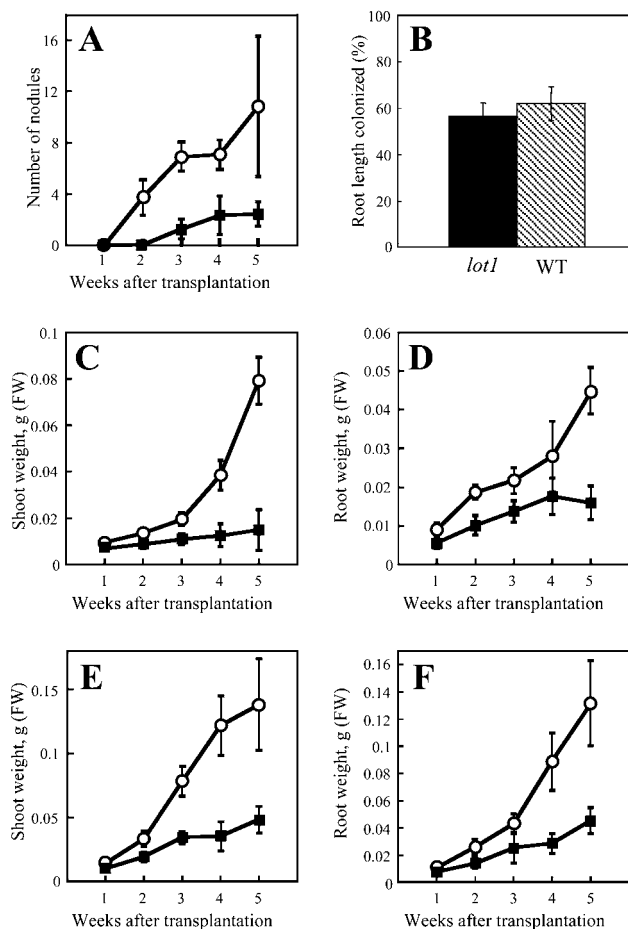 A
Number of nodules
16
12
8
4
0
1 2 3 4 5
Weeks after transplantation
B
Root length colonized (%)
100
80
60
40
20
0
lot1 WT
C
Shoot weight, g (FW)
0.1
0.08
0.06
0.04
0.02
0
1 2 3 4 5
Weeks after transplantation
D
Root weight, g (FW)
0.06
0.05
0.04
0.03
0.02
0.01
0
1 2 3 4 5
Weeks after transplantation
E
Shoot weight, g (FW)
0.15
0.1
0.05
0
1 2 3 4 5
Weeks after transplantation
F
Root weight, g (FW)
0.16
0.14
0.12
0.1
0.08
0.06
0.04
0.02
0
1 2 3 4 5
Weeks after transplantation